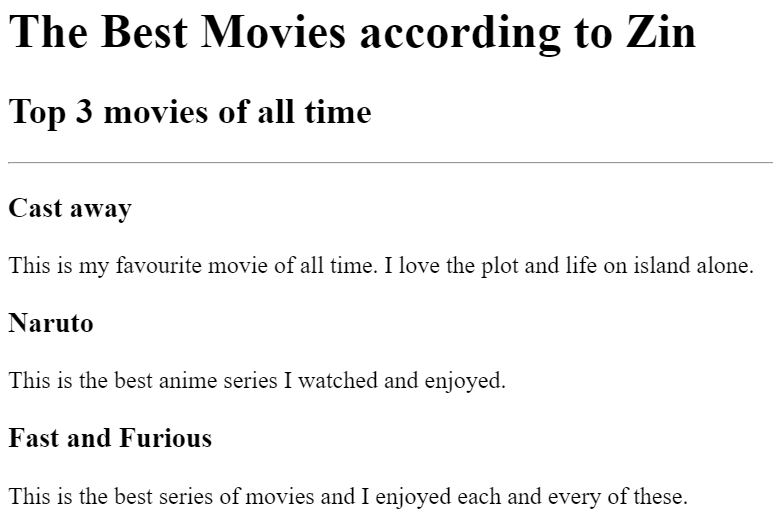 The Best Movies according to Zin
Top 3 movies of all time
Cast away
This is my favourite movie of all time. I love the plot and life on island alone.
Naruto
This is the best anime series I watched and enjoyed.
Fast and Furious
This is the best series of movies and I enjoyed each and every of these.